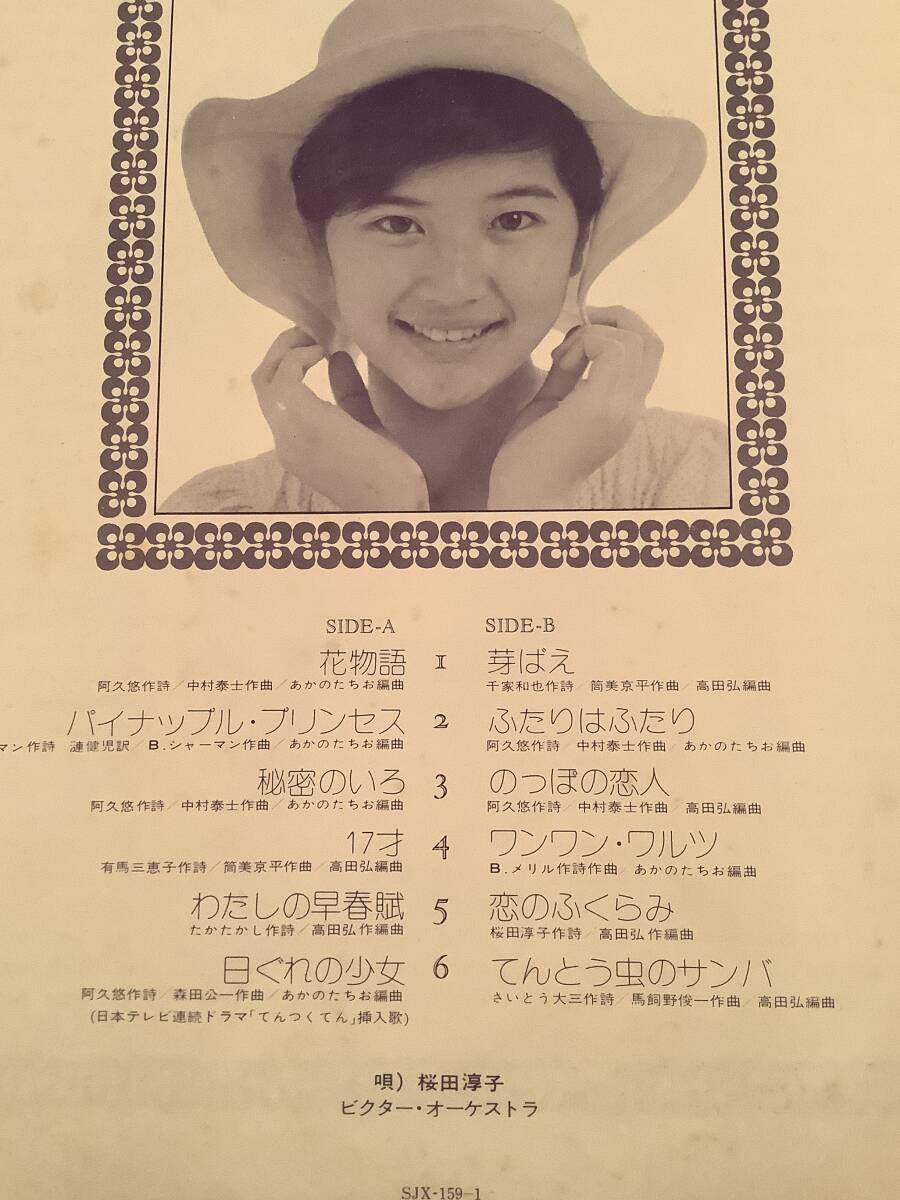 SIDE-A
花物語
阿久悠作詩/中村泰士作曲/あかのたちお編曲
パイナップル・プリンセス
マン作詩 漣健児訳/B.シャーマン作曲/あかのたちお編曲
秘密のいろ
阿久悠作詩/中村泰士作曲/あかのたちお編曲
17才
有馬三恵子作詩/筒美京平作曲/高田弘編曲
わたしの早春賦
たかたかし作詩/高田弘作編曲
日ぐれの少女
阿久悠作詩/森田公一作曲/あかのたちお編曲
(日本テレビ連続ドラマ「てんつくてん」挿入歌)
1
2
3
4
5
6
SIDE-B
芽ばえ
千家和也作詩/筒美京平作曲/高田弘編曲
ふたりはふたり
阿久悠作詩/中村泰士作曲/あかのたちお編曲
のっぽの恋人
阿久悠作詩/中村泰士作曲/高田弘編曲
ワンワン・ワルツ
B.メリル作詩作曲/あかのたちお編曲
恋のふくらみ
桜田淳子作詩/高田弘作編曲
てんとう虫のサンバ
さいとう大三作詩/馬飼野俊一作曲/高田弘編曲
唄)桜田淳子
ビクター・オーケストラ
SJX-159-1